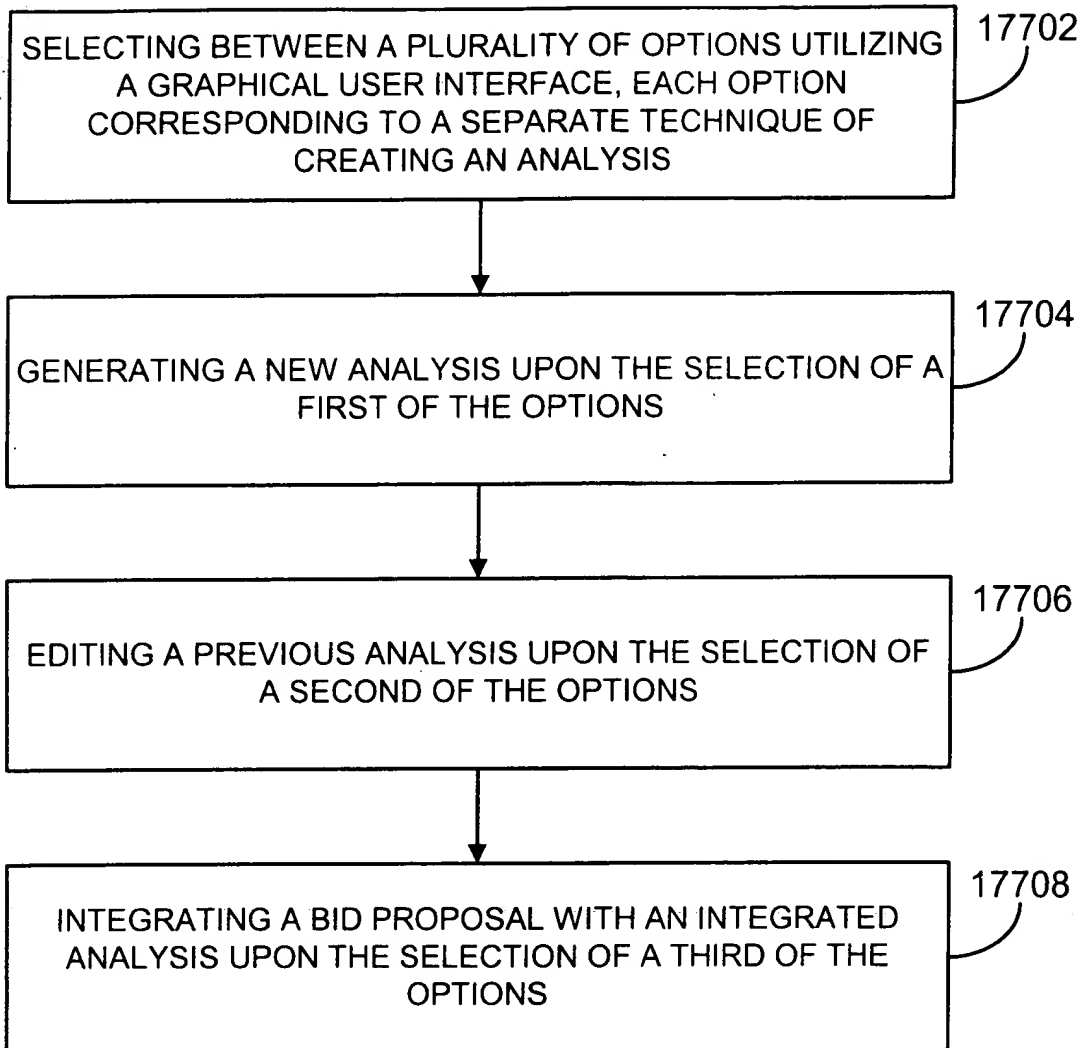 SELECTING BETWEEN A PLURALITY OF OPTIONS UTILIZING
A GRAPHICAL USER INTERFACE, EACH OPTION
CORRESPONDING TO A SEPARATE TECHNIQUE OF
CREATING AN ANALYSIS
17702
GENERATING A NEW ANALYSIS UPON THE SELECTION OF A
FIRST OF THE OPTIONS
17704
EDITING A PREVIOUS ANALYSIS UPON THE SELECTION OF
A SECOND OF THE OPTIONS
17706
INTEGRATING A BID PROPOSAL WITH AN INTEGRATED
ANALYSIS UPON THE SELECTION OF A THIRD OF THE
OPTIONS
17708